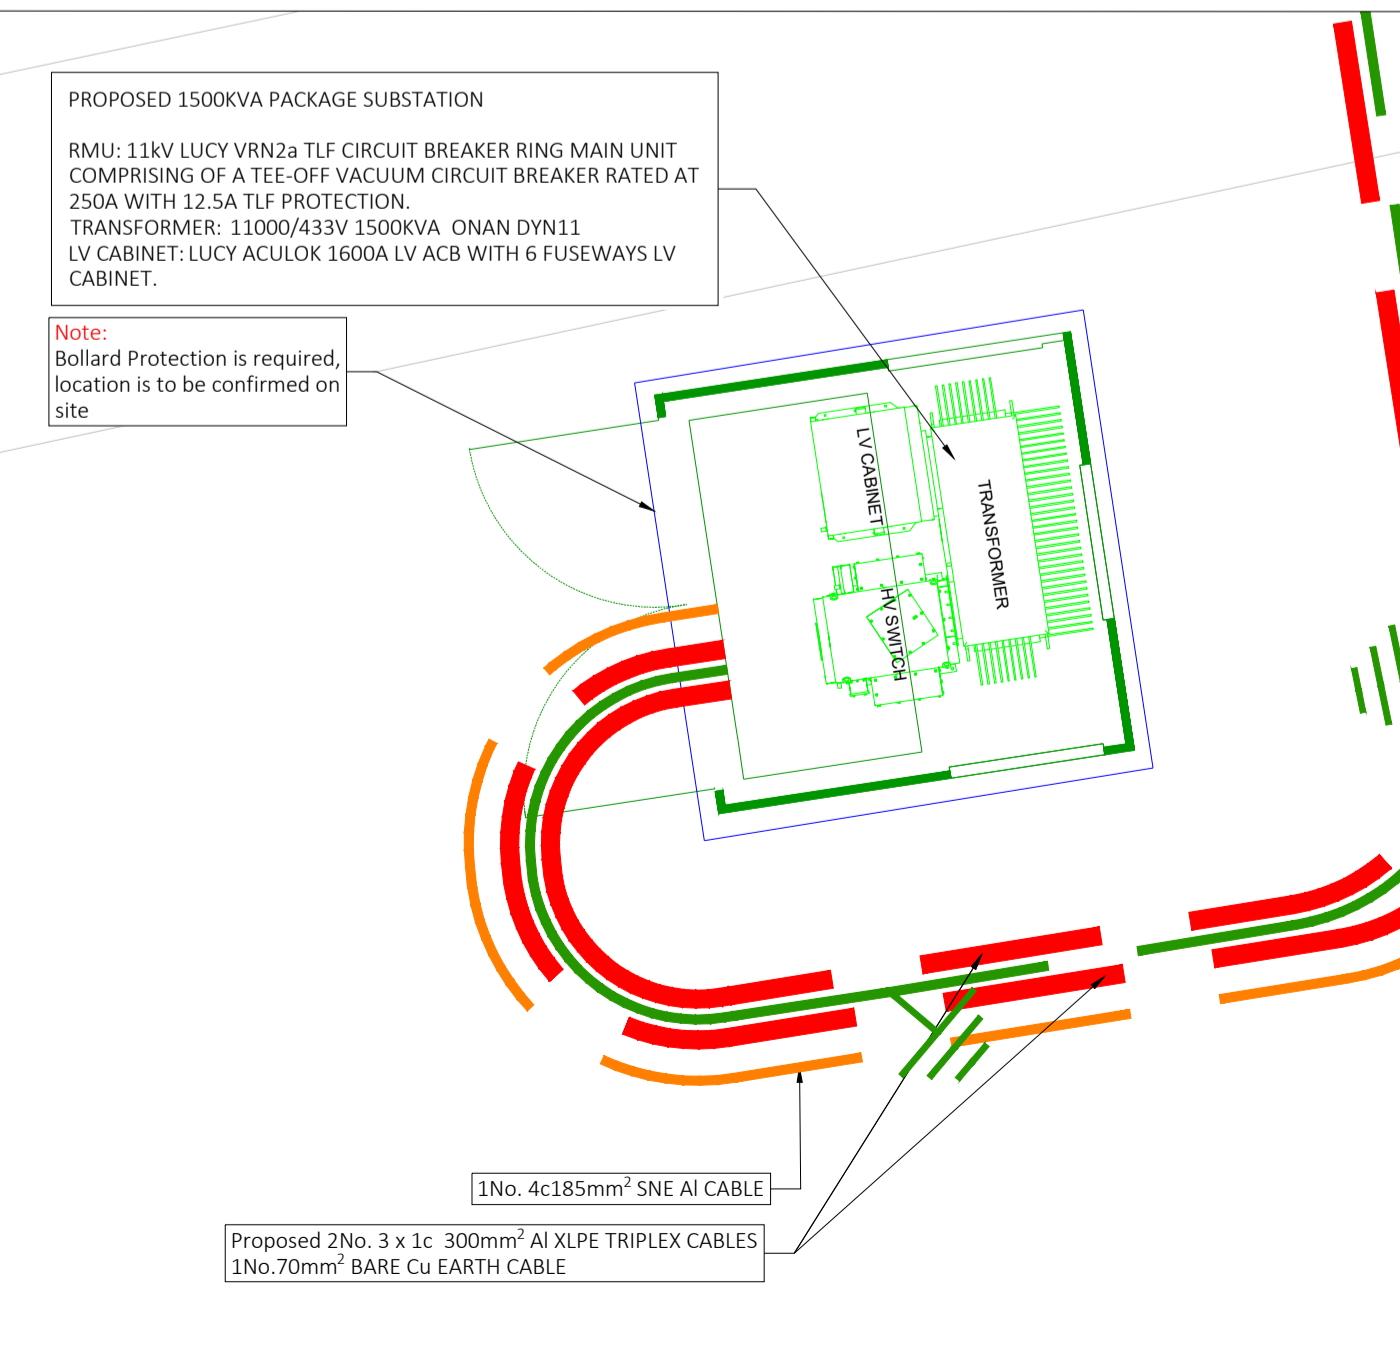 PROPOSED 1500KVA PACKAGE SUBSTATION
RMU: 11kV LUCY VRN2a TLF CIRCUIT BREAKER RING MAIN UNIT
COMPRISING OF A TEE-OFF VACUUM CIRCUIT BREAKER RATED AT
250A WITH 12.5A TLF PROTECTION.
TRANSFORMER: 11000/433V 1500KVA ONAN DYN11
LV CABINET: LUCY ACULOK 1600A LV ACB WITH 6 FUSEWAYS LV
CABINET.
Note:
Bollard Protection is required,
location is to be confirmed on
site
LV CABINET
TRANSFORMER
HV SWITCH
1No. 4c185mm² SNE Al CABLE
Proposed 2No. 3 x 1c 300mm² Al XLPE TRIPLEX CABLES
1No.70mm² BARE Cu EARTH CABLE